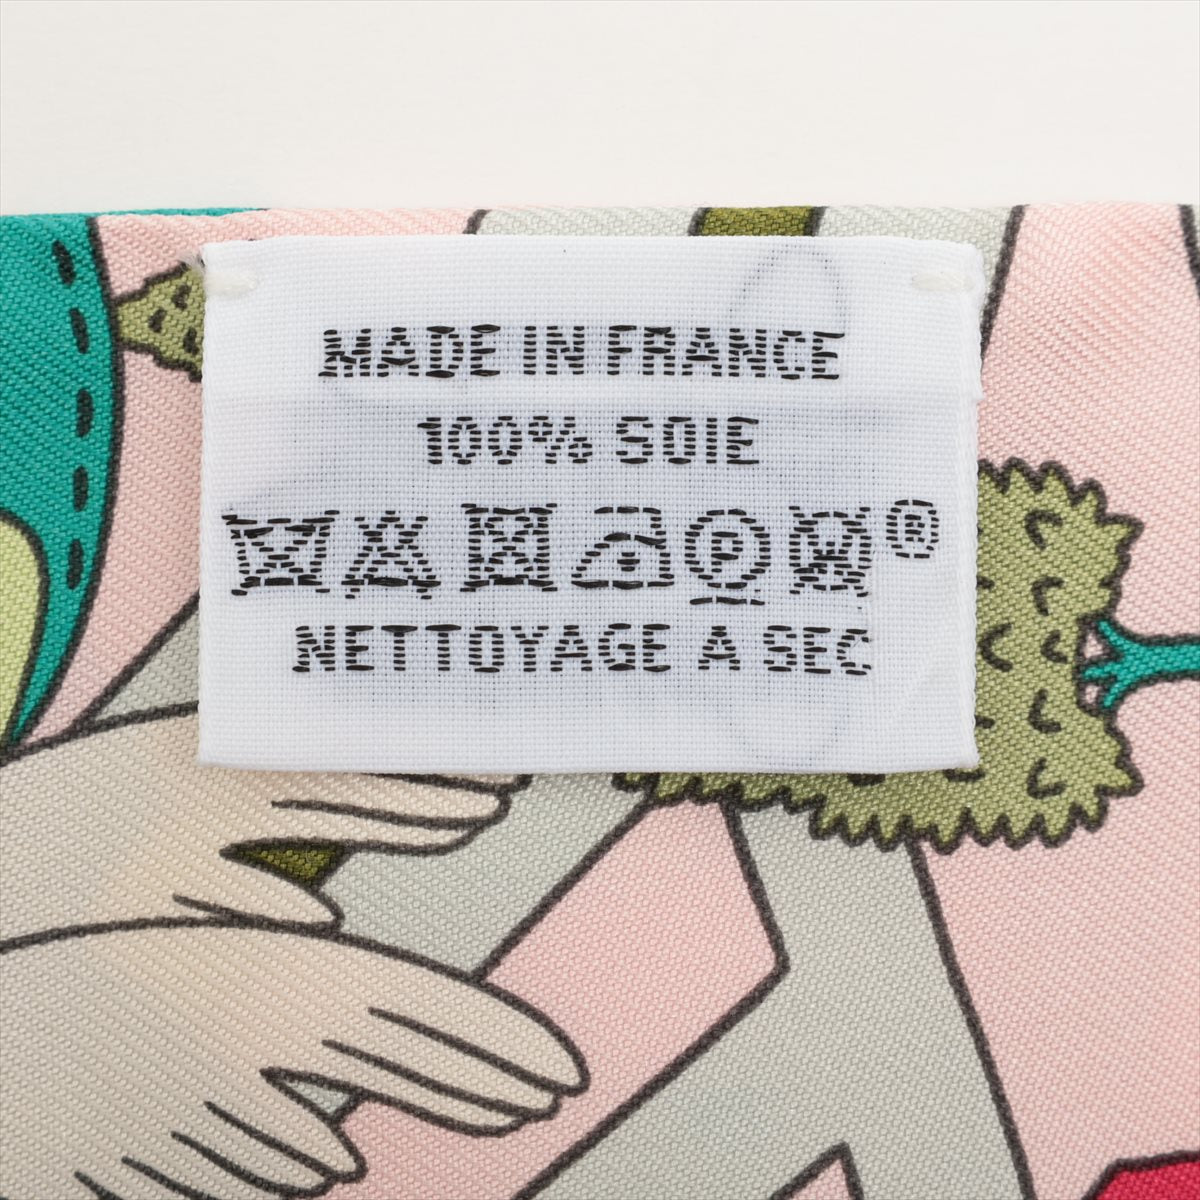 MADE IN FRANCE
100% SOIE
P ®
NETTOYAGE A SEC